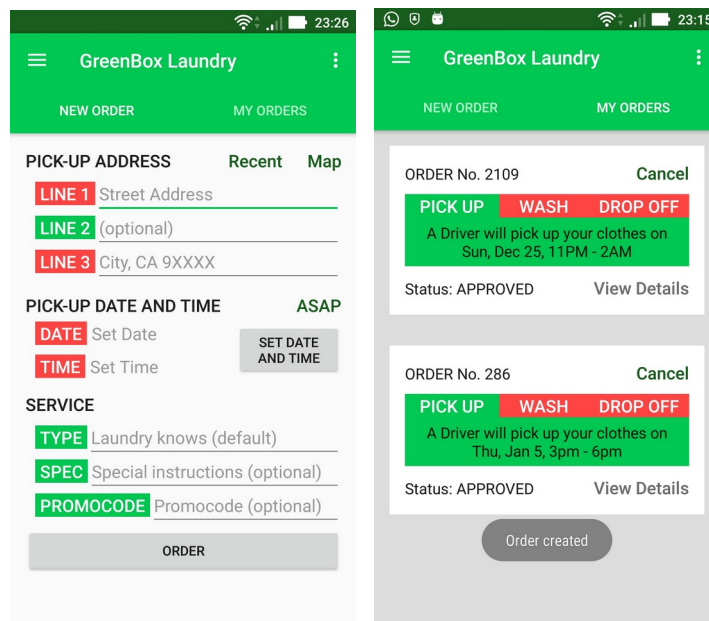 23:26
GreenBox Laundry
NEW ORDER MY ORDERS
PICK-UP ADDRESS Recent Map
LINE 1 Street Address
LINE 2 (optional)
LINE 3 City, CA 9XXXX
PICK-UP DATE AND TIME ASAP
DATE Set Date
TIME Set Time
SET DATE
AND TIME
SERVICE
TYPE Laundry knows (default)
SPEC Special instructions (optional)
PROMOCODE Promocode (optional)
ORDER
23:15
GreenBox Laundry
NEW ORDER MY ORDERS
ORDER No. 2109 Cancel
PICK UP WASH DROP OFF
A Driver will pick up your clothes on
Sun, Dec 25, 11PM - 2AM
Status: APPROVED View Details
ORDER No. 286 Cancel
PICK UP WASH DROP OFF
A Driver will pick up your clothes on
Thu, Jan 5, 3pm - 6pm
Status: APPROVED View Details
Order created